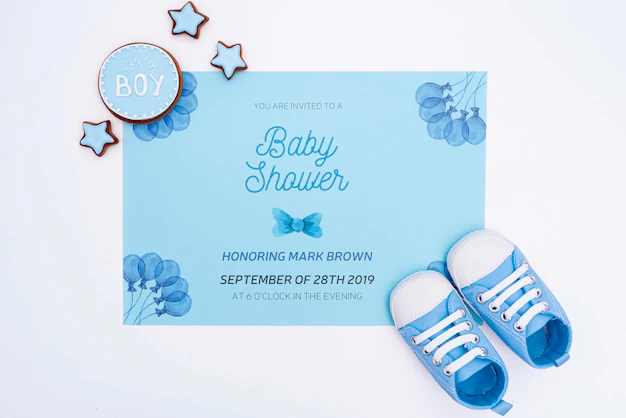 It's a
BOY
YOU ARE INVITED TO A
Baby
Shower
HONORING MARK BROWN
SEPTEMBER OF 28TH 2019
AT 6 O'CLOCK IN THE EVENING